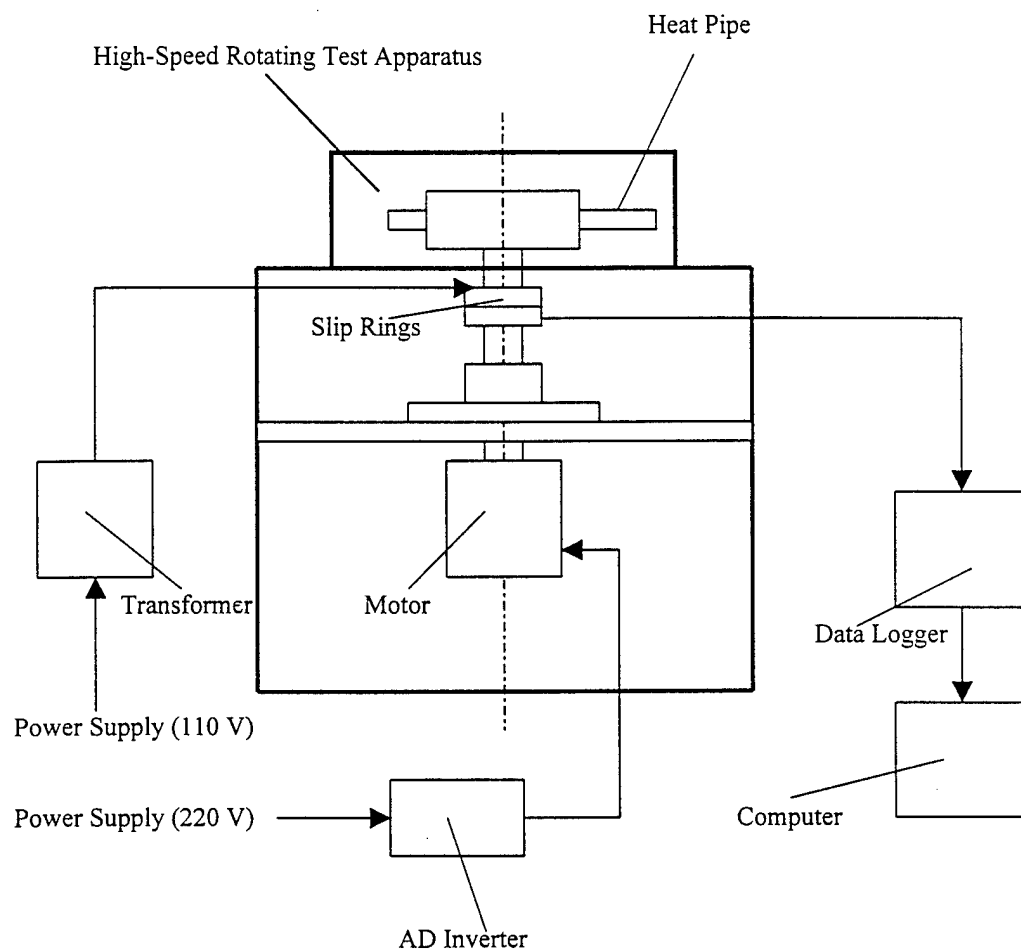 Heat Pipe
High-Speed Rotating Test Apparatus
Slip Rings
Transformer
Motor
Data Logger
Power Supply (110 V)
Power Supply (220 V)
Computer
AD Inverter